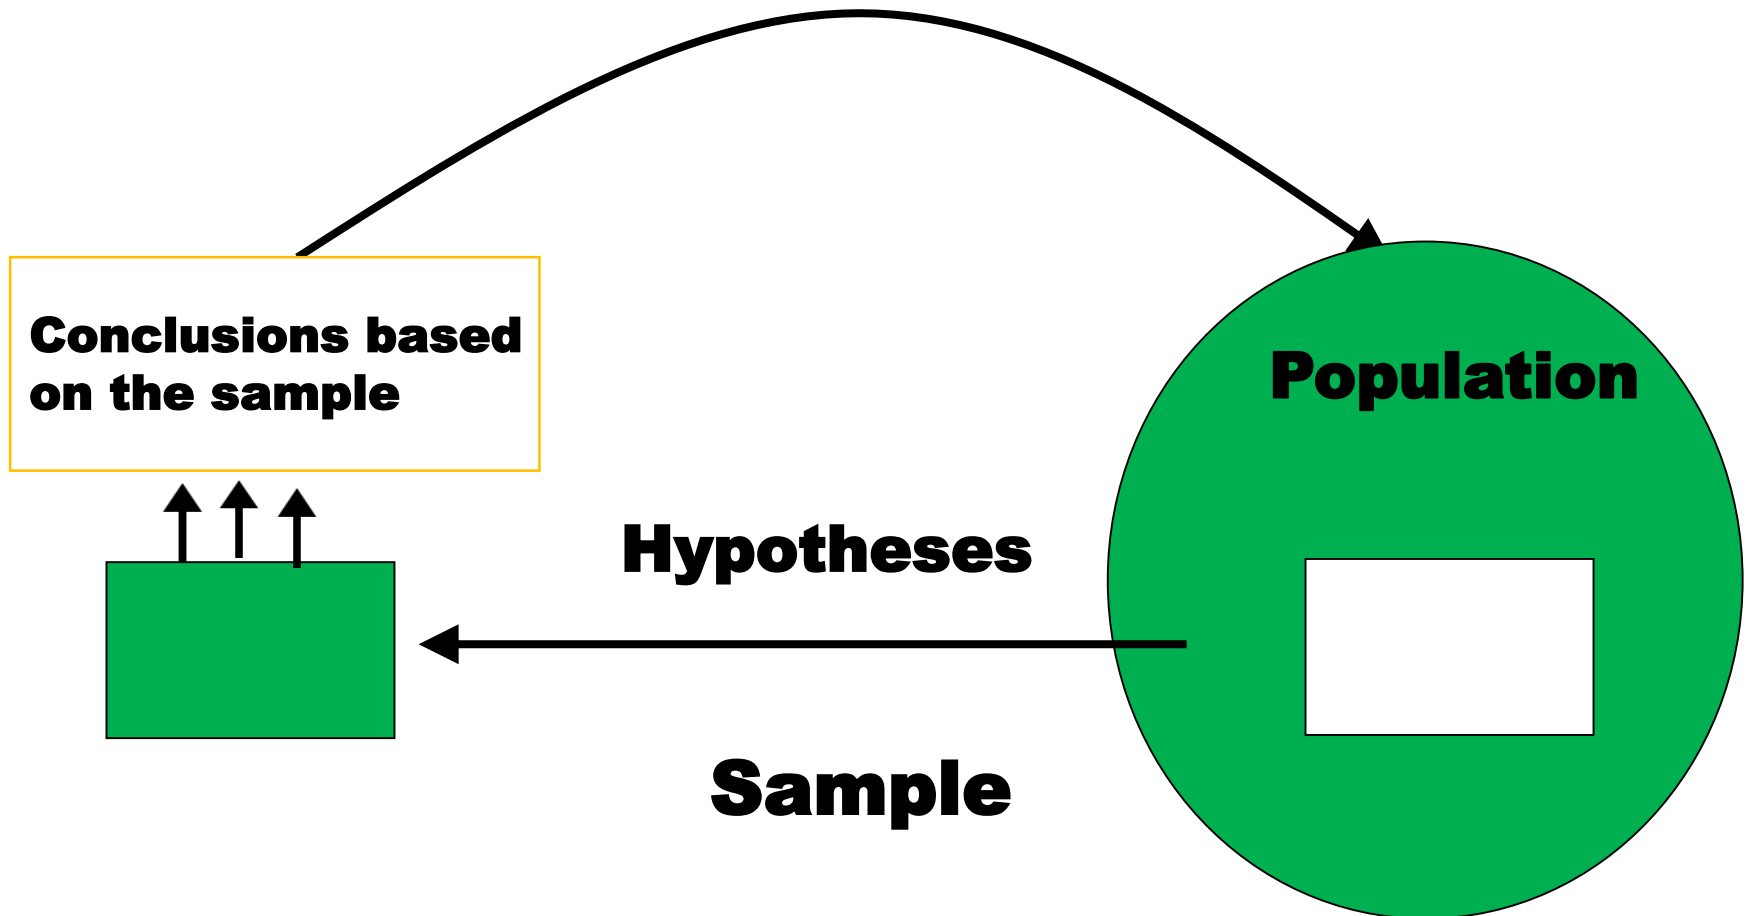 Conclusions based
on the sample
Population
Hypotheses
Sample